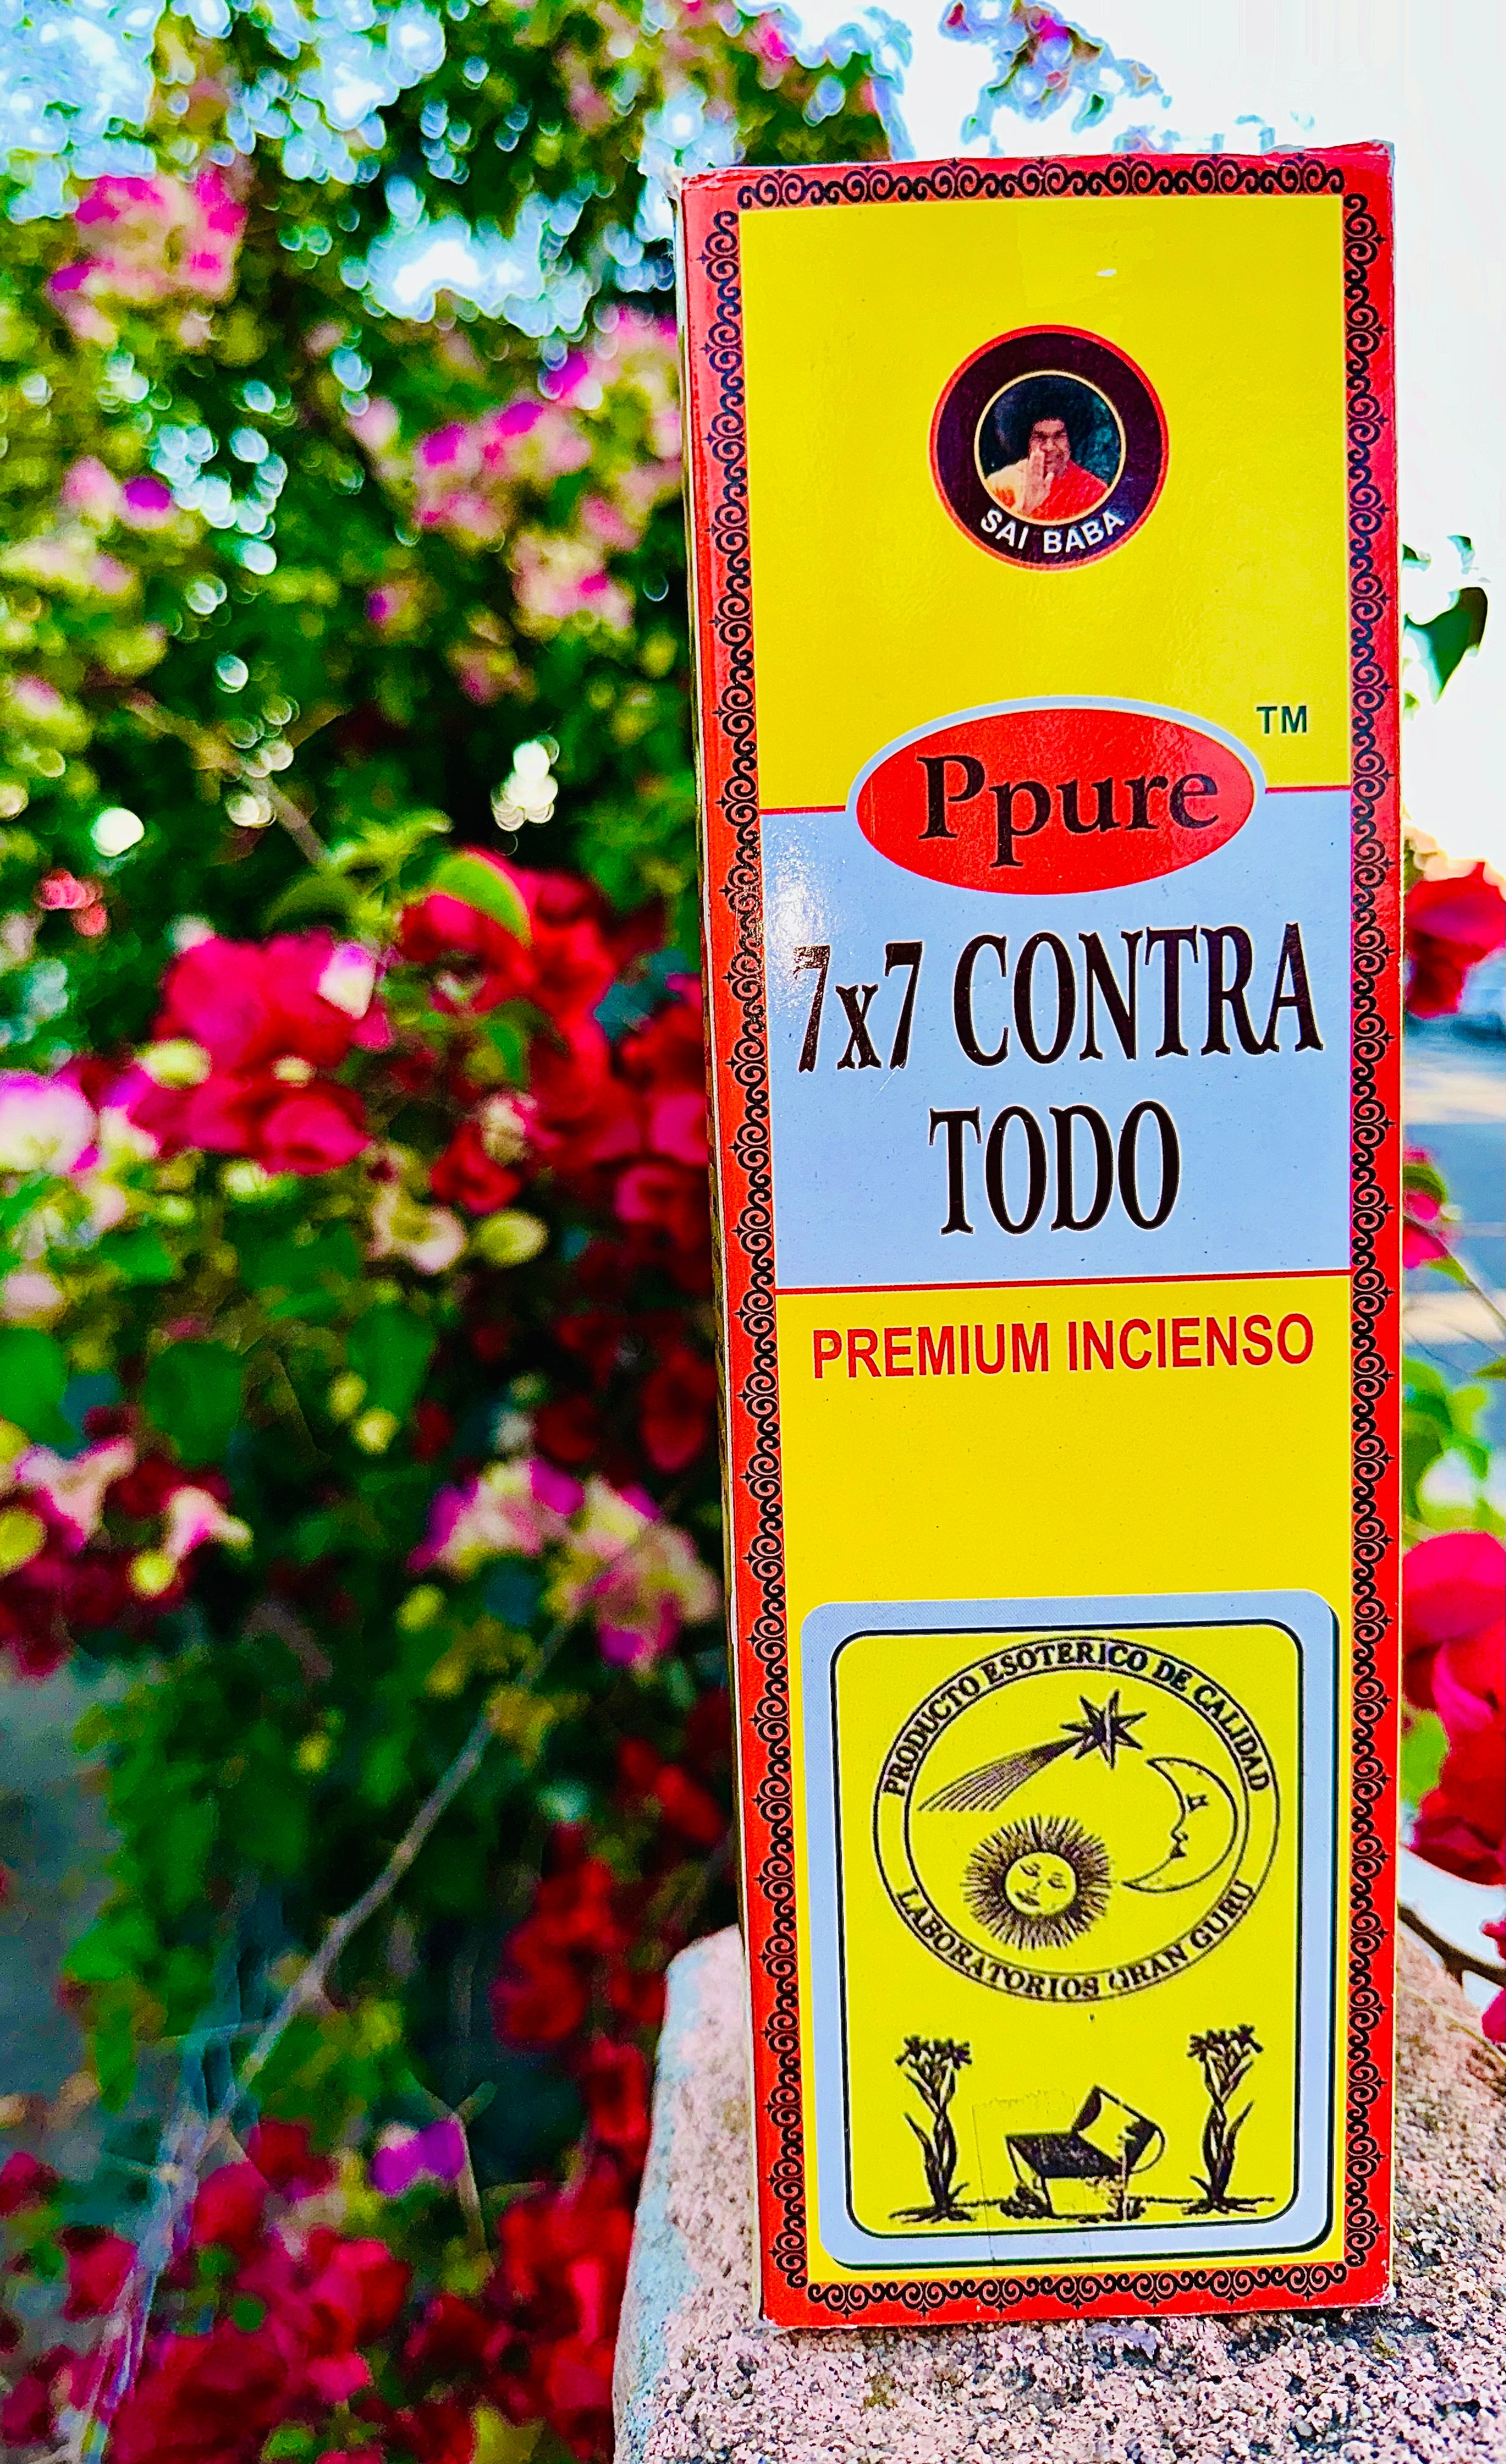 SAI BABA
Ppure
TM
7x7 CONTRA
TODO
PREMIUM INCIENSO
PRODUCTO ESOTERICO DE CALIDAD
LABORATORIOS GRAN GURU